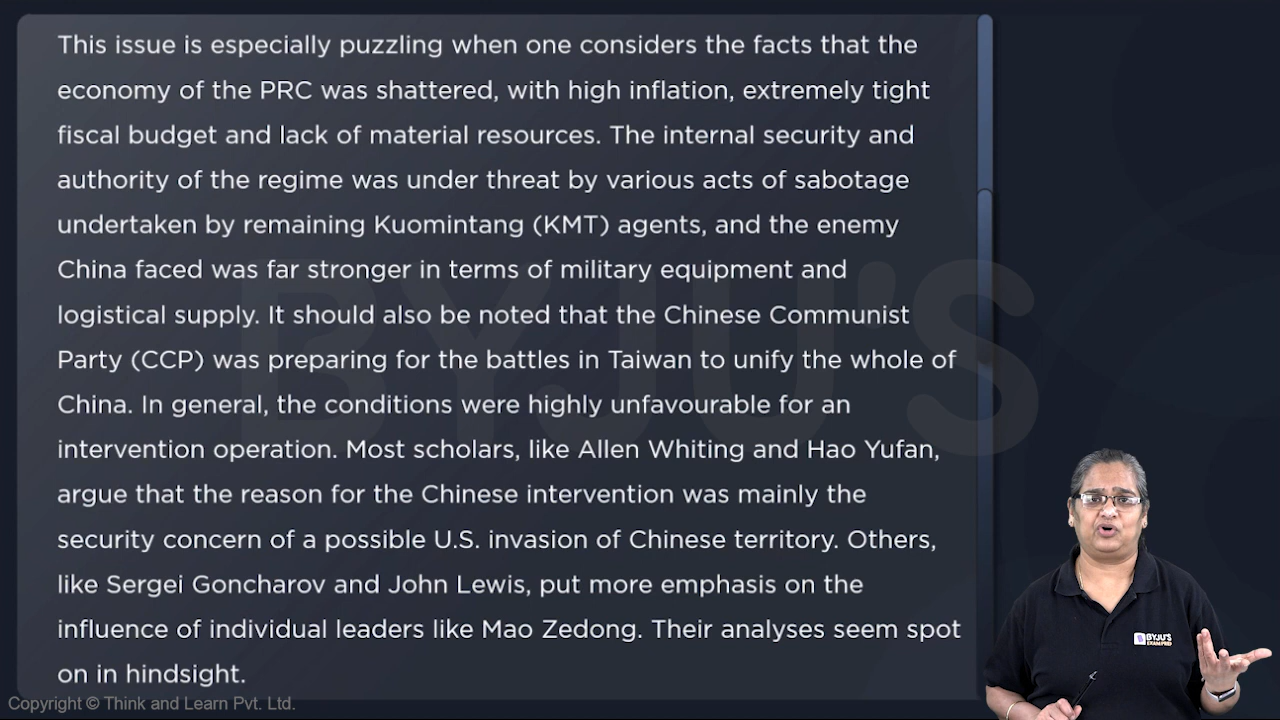 This issue is especially puzzling when one considers the facts that the
economy of the PRC was shattered, with high inflation, extremely tight
fiscal budget and lack of material resources. The internal security and
authority of the regime was under threat by various acts of sabotage
undertaken by remaining Kuomintang (KMT) agents, and the enemy
China faced was far stronger in terms of military equipment and
logistical supply. It should also be noted that the Chinese Communist
Party (CCP) was preparing for the battles in Taiwan to unify the whole of
China. In general, the conditions were highly unfavourable for an
intervention operation. Most scholars, like Allen Whiting and Hao Yufan,
argue that the reason for the Chinese intervention was mainly the
security concern of a possible U.S. invasion of Chinese territory. Others,
like Sergei Goncharov and John Lewis, put more emphasis on the
influence of individual leaders like Mao Zedong. Their analyses seem spot
on in hindsight.
BYJU'S
BYJU'S
EXAM PREP
Copyright © Think and Learn Pvt. Ltd.